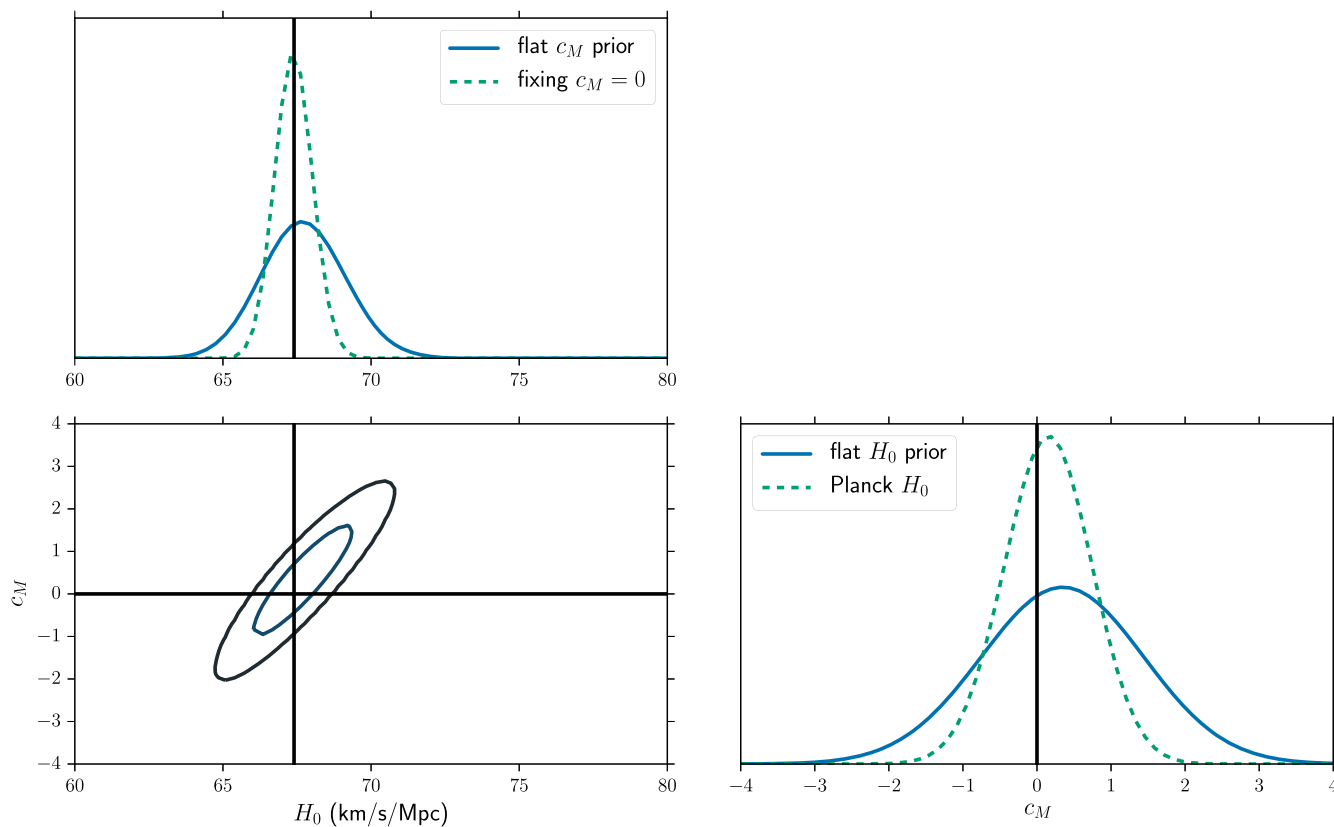 flat c_M prior
fixing c_M = 0
60 65 70 75 80
4
3
2
1
0
−1
−2
−3
−4
c_M
60 65 70 75 80
H_0 (km/s/Mpc)
flat H_0 prior
Planck H_0
−4 −3 −2 −1 0 1 2 3 4
c_M